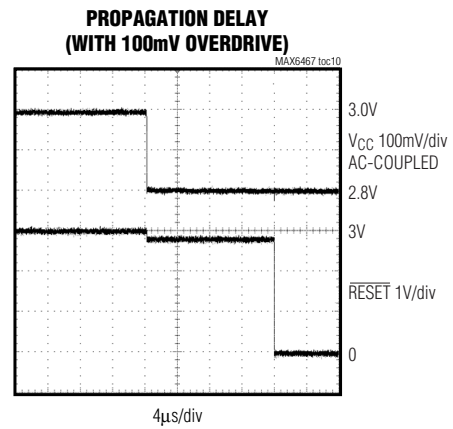 PROPAGATION DELAY
(WITH 100mV OVERDRIVE)
MAX6467 toc10
3.0V
VCC 100mV/div
AC-COUPLED
2.8V
3V
RESET 1V/div
0
4μs/div